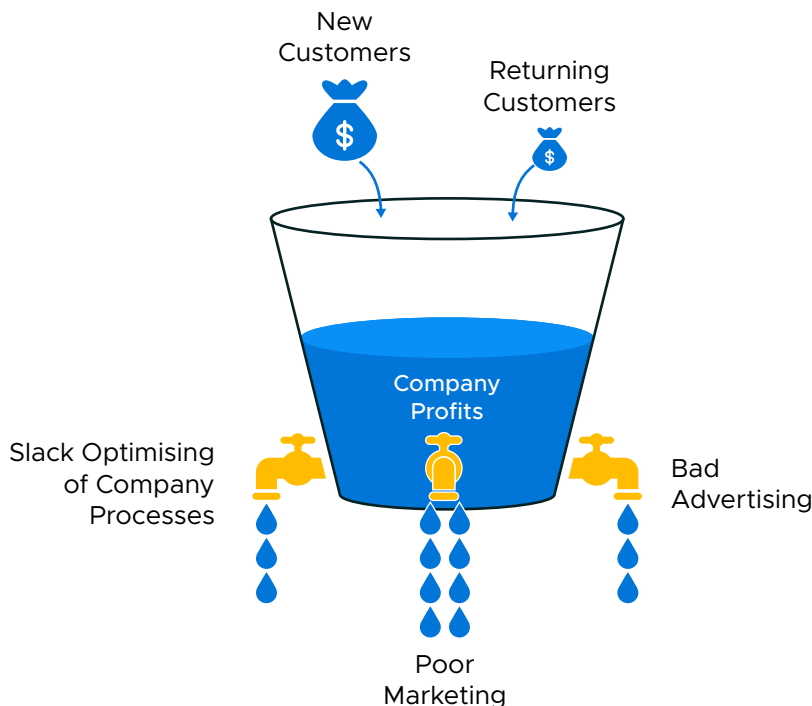 New
Customers
$
Returning
Customers
$
Company
Profits
Slack Optimising
of Company
Processes
Bad
Advertising
Poor
Marketing